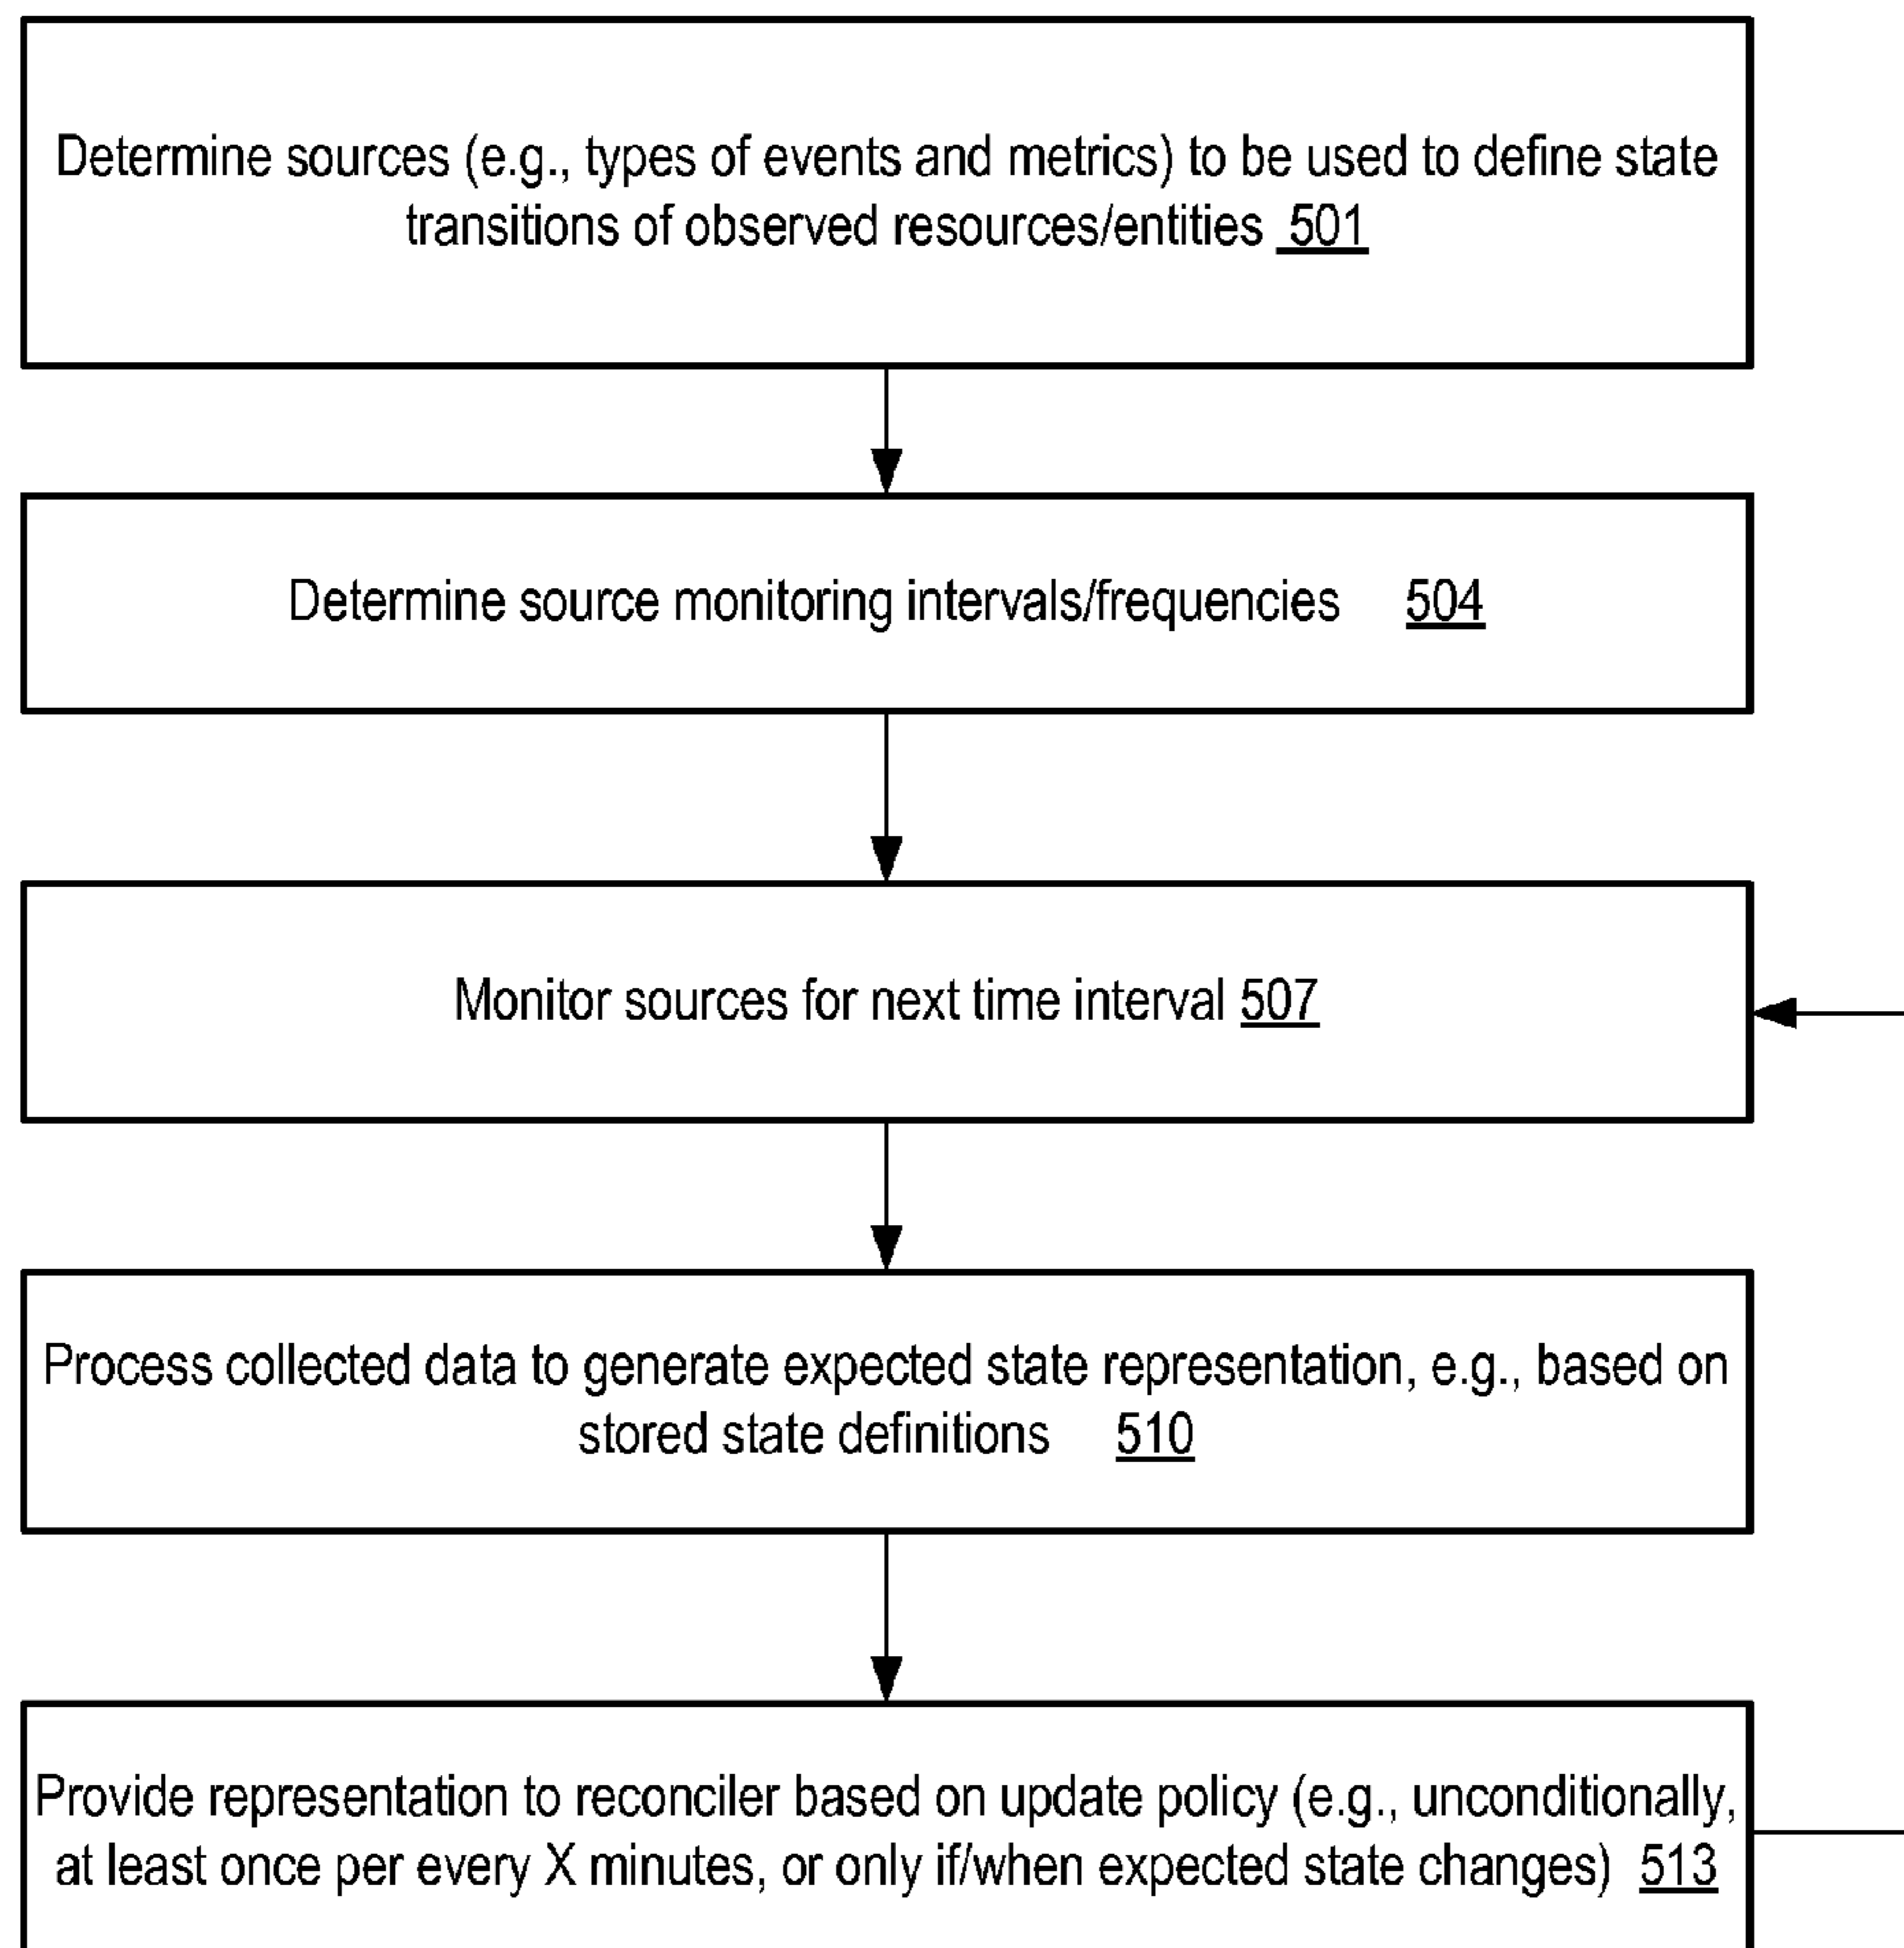 Determine sources (e.g., types of events and metrics) to be used to define state
transitions of observed resources/entities 501
Determine source monitoring intervals/frequencies 504
Monitor sources for next time interval 507
Process collected data to generate expected state representation, e.g., based on
stored state definitions 510
Provide representation to reconciler based on update policy (e.g., unconditionally,
at least once per every X minutes, or only if/when expected state changes) 513